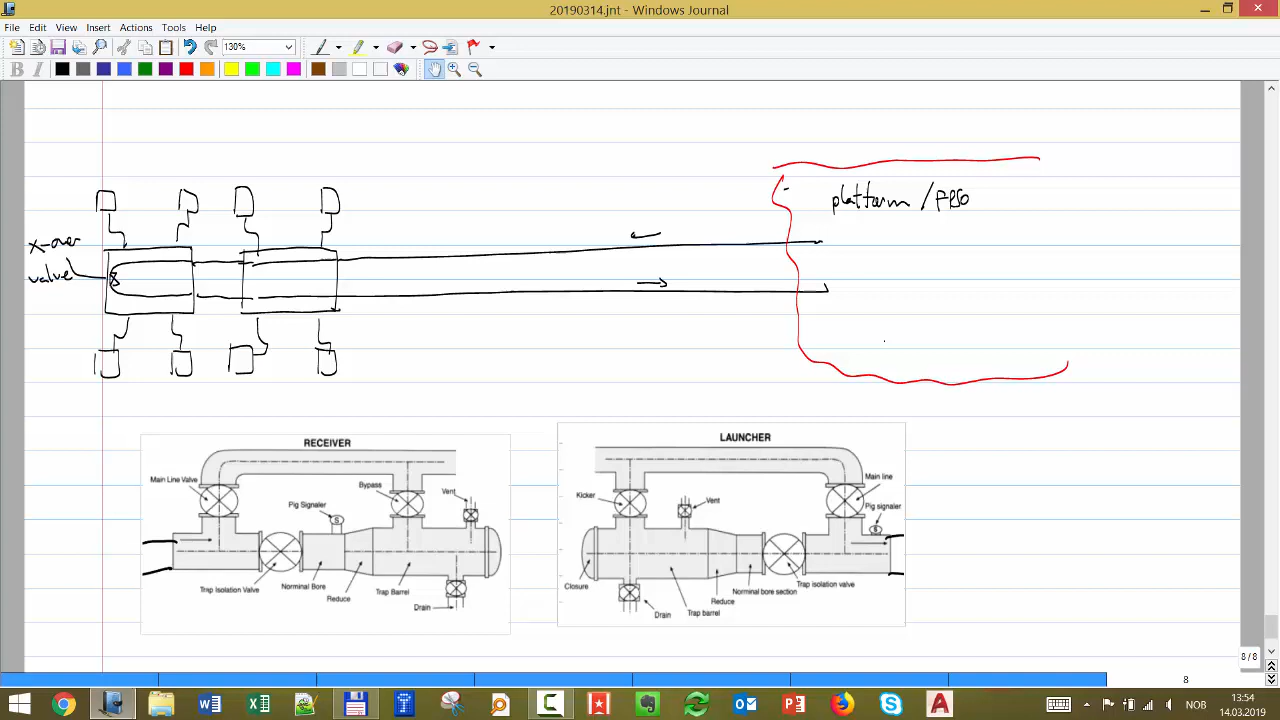 20190314.jnt - Windows Journal
File Edit View Insert Actions Tools Help
130%
B I
platform / FPSO
x-over
valve
RECEIVER
Main Line Valve
Pig Signaler
S
Bypass
Vent
Trap Isolation Valve
Norminal Bore
Reduce
Trap Barrel
Drain
LAUNCHER
Kicker
Vent
Main line
Pig signaler
S
Closure
Drain
Trap barrel
Reduce
Norminal bore section
Trap isolation valve
8 / 8
8
NOR
13:54
14.03.2019